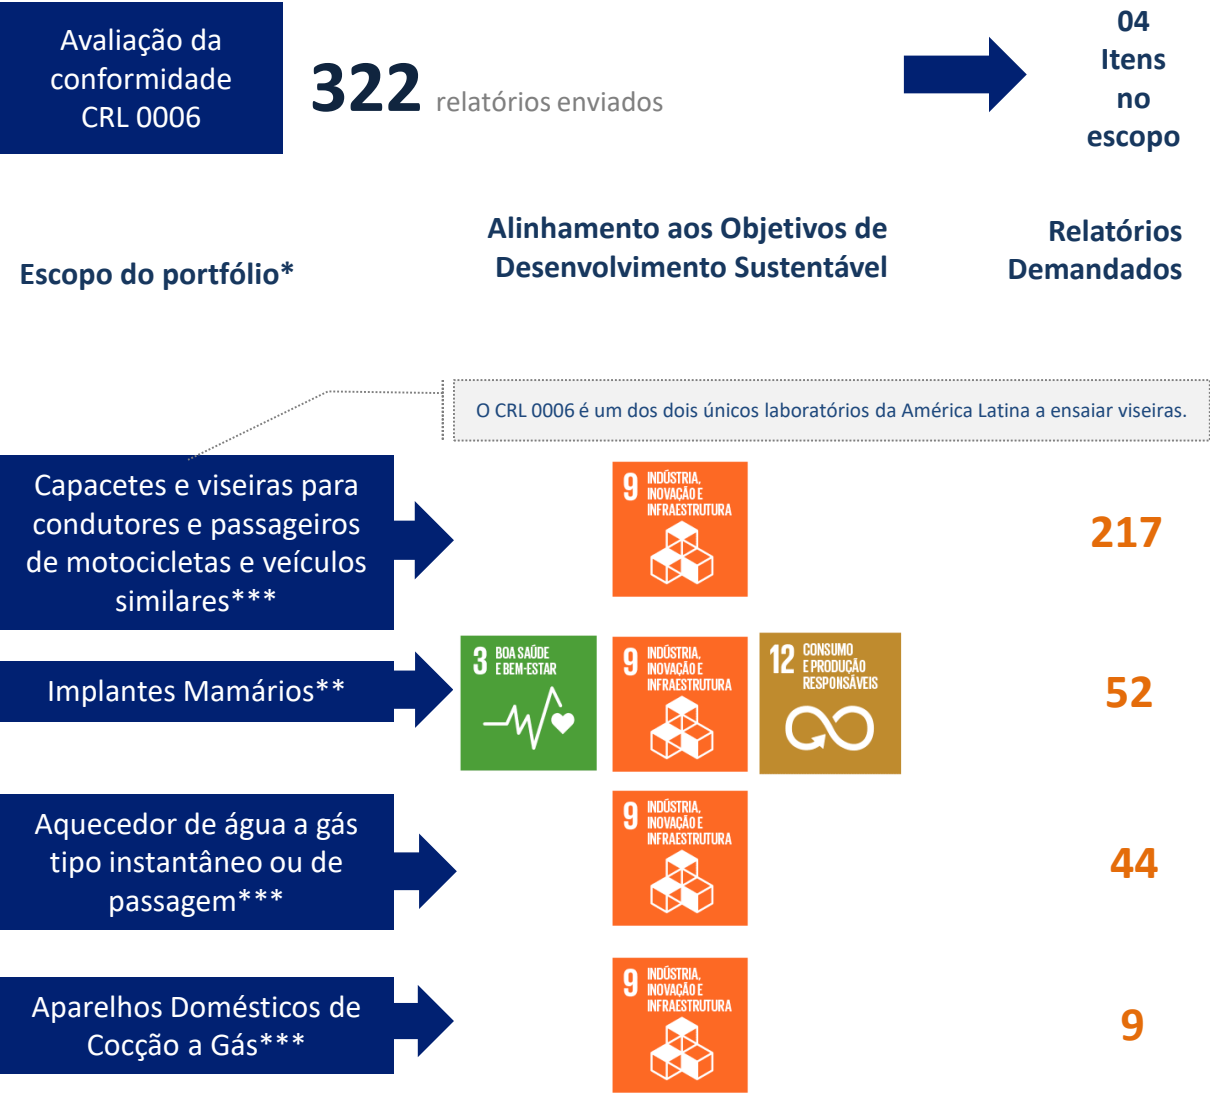 Avaliação da
conformidade
CRL 0006
322 relatórios enviados
04
Itens
no
escopo
Escopo do portfólio*
Alinhamento aos Objetivos de
Desenvolvimento Sustentável
Relatórios
Demandados
O CRL 0006 é um dos dois únicos laboratórios da América Latina a ensaiar viseiras.
Capacetes e viseiras para
condutores e passageiros
de motocicletas e veículos
similares***
9 INDÚSTRIA,
INOVAÇÃO E
INFRAESTRUTURA
217
Implantes Mamários**
3 BOA SAÚDE
E BEM-ESTAR
9 INDÚSTRIA,
INOVAÇÃO E
INFRAESTRUTURA
12 CONSUMO
E PRODUÇÃO
RESPONSÁVEIS
52
Aquecedor de água a gás
tipo instantâneo ou de
passagem***
9 INDÚSTRIA,
INOVAÇÃO E
INFRAESTRUTURA
44
Aparelhos Domésticos de
Cocção a Gás***
9 INDÚSTRIA,
INOVAÇÃO E
INFRAESTRUTURA
9